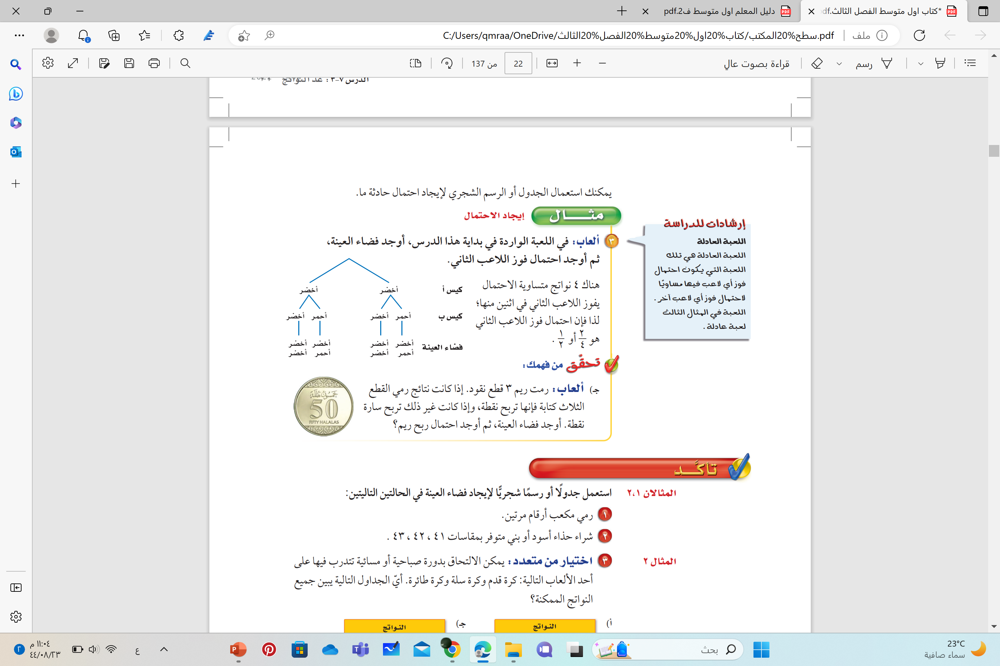 *كتاب اول متوسط الفصل الثالث.pdf
دليل المعلم اول متوسط ف2.pdf
ملف
C:/Users/qmraa/OneDrive/سطح%20المكتب/كتاب%20اول%20متوسط%20الفصل%20الثالث.pdf
رسم
قراءة بصوت عالٍ
22
من 137
الدرس ٧-٣ : عد النواتج
يمكنك استعمال الجدول أو الرسم الشجري لإيجاد احتمال حادثة ما.
مثـــال
إيجاد الاحتمال
٣ ألعاب: في اللعبة الواردة في بداية هذا الدرس، أوجد فضاء العينة،
ثم أوجد احتمال فوز اللاعب الثاني.
هناك ٤ نواتج متساوية الاحتمال
يفوز اللاعب الثاني في اثنين منها؛
لذا فإن احتمال فوز اللاعب الثاني
هو ٢/٤ أو ١/٢ .
كيس أ أخضر أخضر
كيس ب أحمر أخضر أحمر أخضر
فضاء العينة
أخضر أخضر أخضر أخضر
أحمر أخضر أحمر أخضر
إرشادات للدراسة
اللعبة العادلة
اللعبة العادلة هي تلك
اللعبة التي يكون احتمال
فوز أي لاعب فيها مساويًا
لاحتمال فوز أي لاعب آخر .
اللعبة في المثال الثالث
لعبة عادلة .
تحقّق من فهمك:
جـ) ألعاب: رمت ريم ٣ قطع نقود. إذا كانت نتائج رمي القطع
الثلاث كتابة فإنها تربح نقطة، وإذا كانت غير ذلك تربح سارة
نقطة. أوجد فضاء العينة، ثم أوجد احتمال ربح ريم؟
خمسون هللة
50
FIFTY HALALAS
تأكـــد
المثالان ٢،١
استعمل جدولًا أو رسمًا شجريًّا لإيجاد فضاء العينة في الحالتين التاليتين:
١ رمي مكعب أرقام مرتين.
٢ شراء حذاء أسود أو بني متوفر بمقاسات ٤١ ، ٤٢ ، ٤٣ .
المثال ٢
٣ اختيار من متعدد: يمكن الالتحاق بدورة صباحية أو مسائية تتدرب فيها على
أحد الألعاب التالية: كرة قدم وكرة سلة وكرة طائرة. أيّ الجداول التالية يبين جميع
النواتج الممكنة؟
أ)
النواتج
جـ)
النواتج
23°C
سماء صافية
بحث
ع
١١:٠٤ م
٤٤/٠٨/٢٣
٢